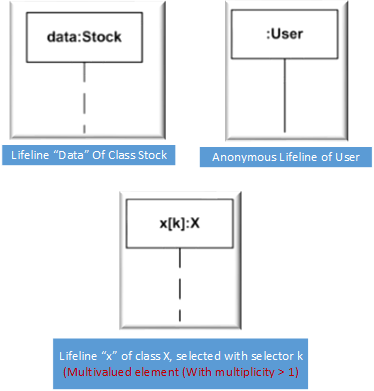 data:Stock
:User
Lifeline “Data” Of Class Stock
Anonymous Lifeline of User
x[k]:X
Lifeline “x” of class X, selected with selector k
(Multivalued element (With multiplicity > 1)